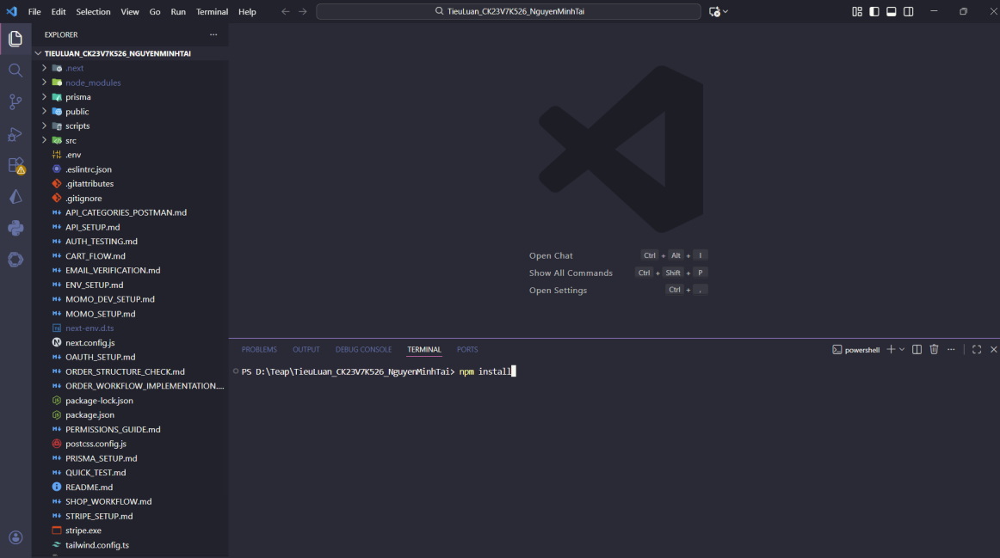 File Edit Selection View Go Run Terminal Help
TieuLuan_CK23V7K526_NguyenMinhTai
EXPLORER
TIEULUAN_CK23V7K526_NGUYENMINHTAI
.next
node_modules
prisma
public
scripts
src
.env
.eslintrc.json
.gitattributes
.gitignore
API_CATEGORIES_POSTMAN.md
API_SETUP.md
AUTH_TESTING.md
CART_FLOW.md
EMAIL_VERIFICATION.md
ENV_SETUP.md
MOMO_DEV_SETUP.md
MOMO_SETUP.md
next-env.d.ts
next.config.js
OAUTH_SETUP.md
ORDER_STRUCTURE_CHECK.md
ORDER_WORKFLOW_IMPLEMENTATION....
package-lock.json
package.json
PERMISSIONS_GUIDE.md
postcss.config.js
PRISMA_SETUP.md
QUICK_TEST.md
README.md
SHOP_WORKFLOW.md
STRIPE_SETUP.md
stripe.exe
tailwind.config.ts
Open Chat Ctrl + Alt + I
Show All Commands Ctrl + Shift + P
Open Settings Ctrl + ,
PROBLEMS OUTPUT DEBUG CONSOLE TERMINAL PORTS
powershell
PS D:\Teap\TieuLuan_CK23V7K526_NguyenMinhTai> npm install